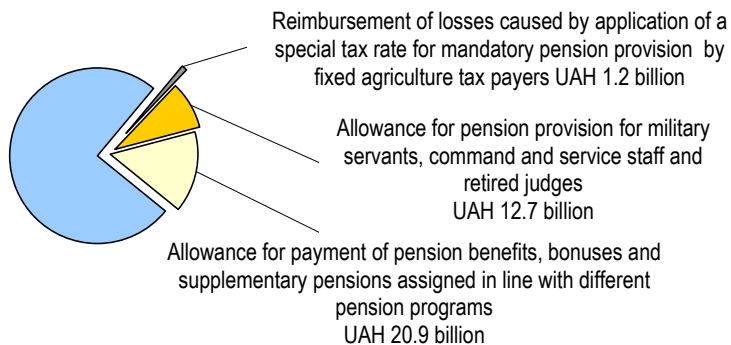 Reimbursement of losses caused by application of a
special tax rate for mandatory pension provision by
fixed agriculture tax payers UAH 1.2 billion
Allowance for pension provision for military
servants, command and service staff and
retired judges
UAH 12.7 billion
Allowance for payment of pension benefits, bonuses and
supplementary pensions assigned in line with different
pension programs
UAH 20.9 billion